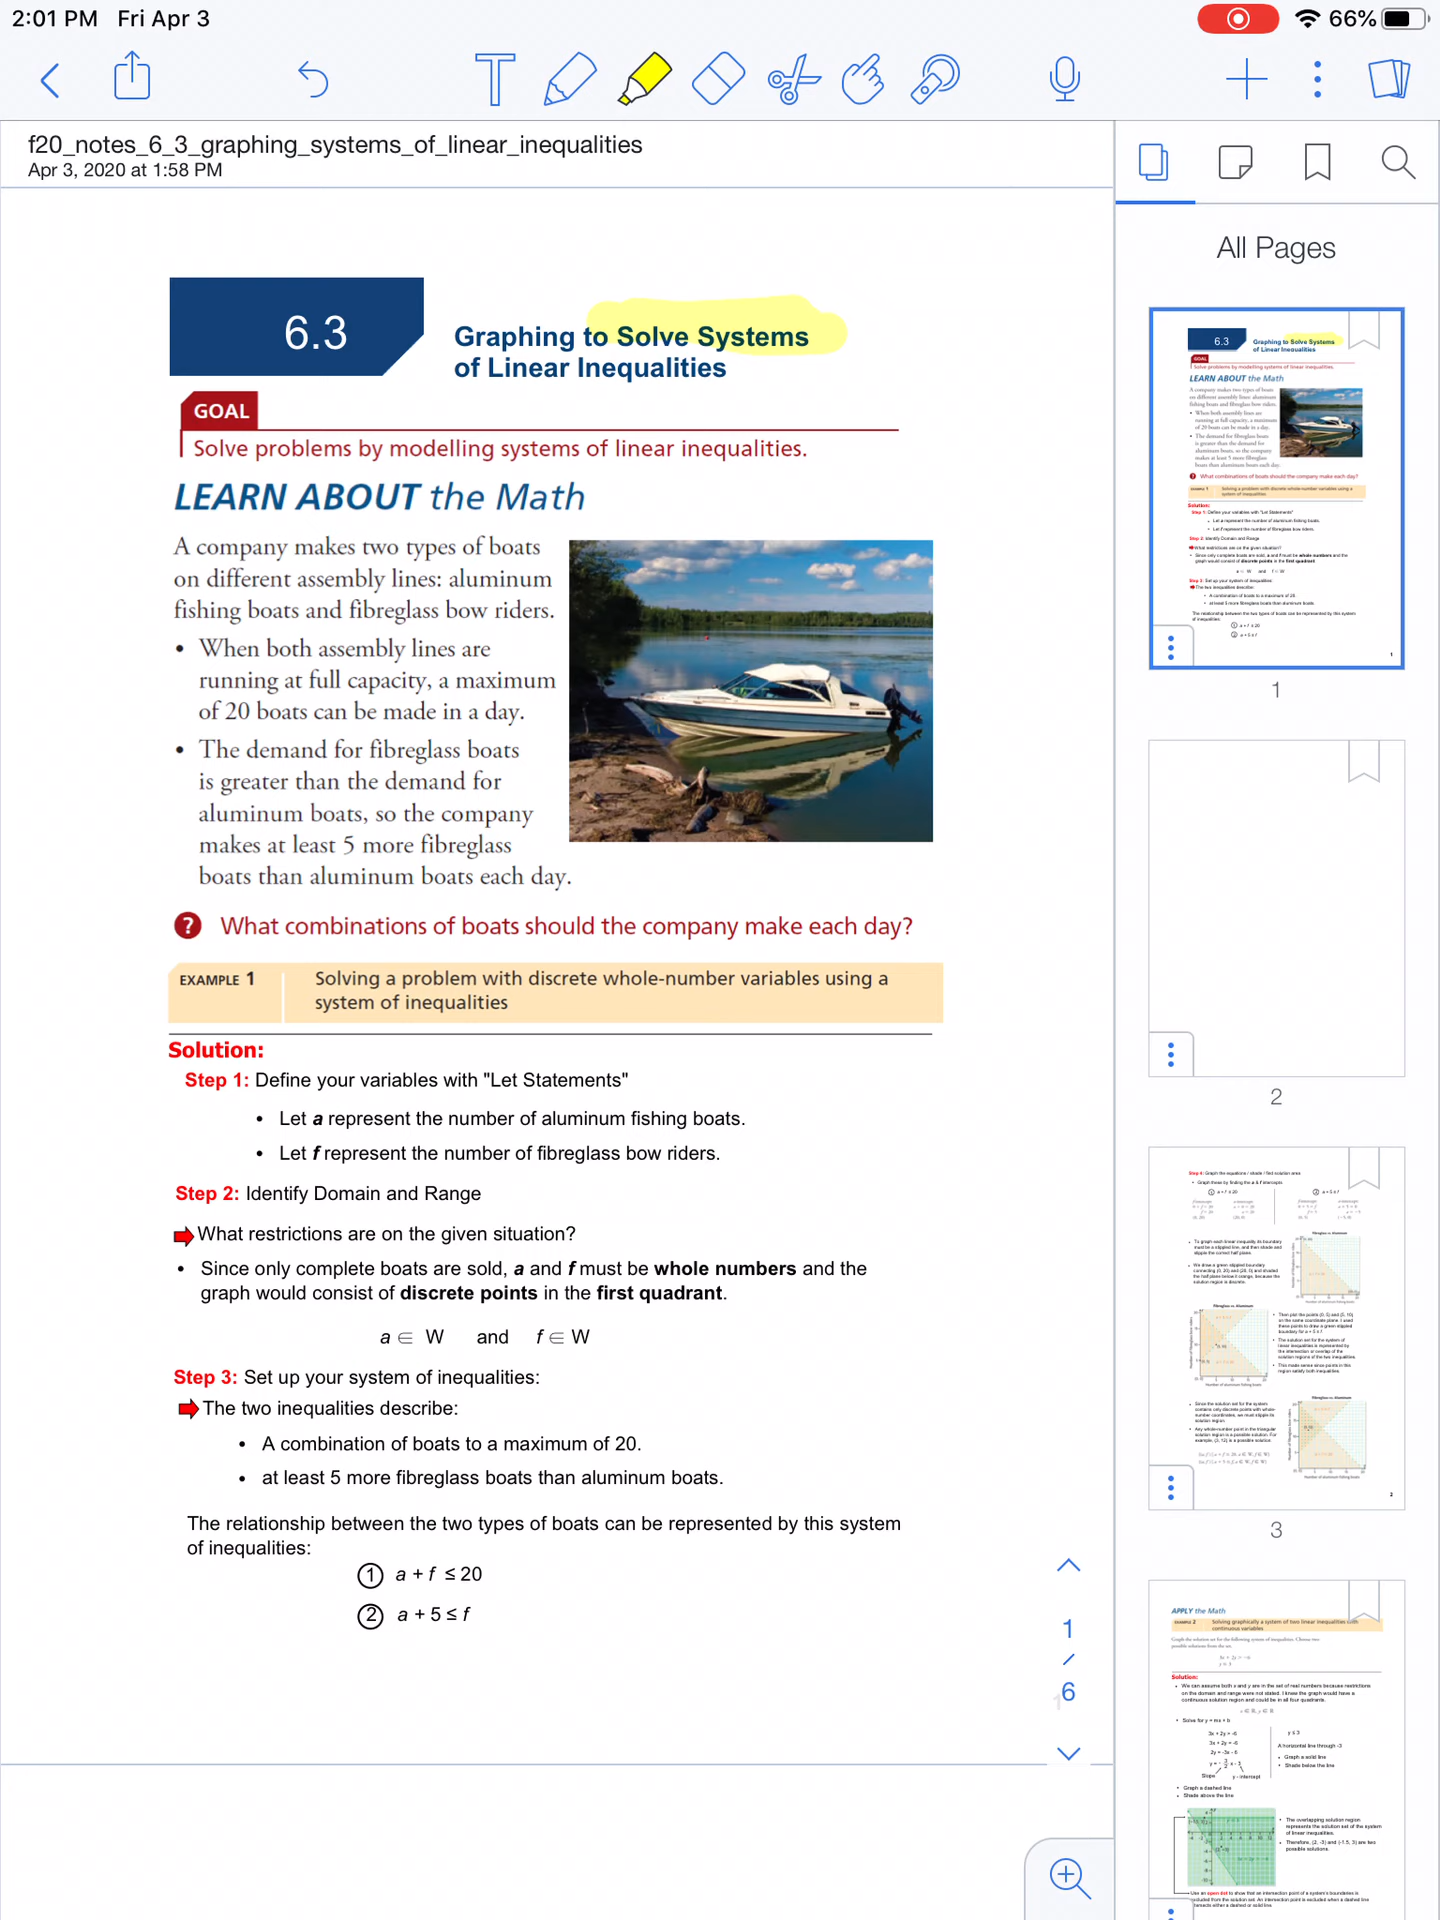 2:01 PM Fri Apr 3
66%
f20_notes_6_3_graphing_systems_of_linear_inequalities
Apr 3, 2020 at 1:58 PM
6.3
Graphing to Solve Systems
of Linear Inequalities
GOAL
Solve problems by modelling systems of linear inequalities.
LEARN ABOUT the Math
A company makes two types of boats
on different assembly lines: aluminum
fishing boats and fibreglass bow riders.
• When both assembly lines are
running at full capacity, a maximum
of 20 boats can be made in a day.
• The demand for fibreglass boats
is greater than the demand for
aluminum boats, so the company
makes at least 5 more fibreglass
boats than aluminum boats each day.
? What combinations of boats should the company make each day?
EXAMPLE 1 Solving a problem with discrete whole-number variables using a
system of inequalities
Solution:
Step 1: Define your variables with "Let Statements"
• Let a represent the number of aluminum fishing boats.
• Let f represent the number of fibreglass bow riders.
Step 2: Identify Domain and Range
What restrictions are on the given situation?
• Since only complete boats are sold, a and f must be whole numbers and the
graph would consist of discrete points in the first quadrant.
a ∈ W and f ∈ W
Step 3: Set up your system of inequalities:
The two inequalities describe:
• A combination of boats to a maximum of 20.
• at least 5 more fibreglass boats than aluminum boats.
The relationship between the two types of boats can be represented by this system
of inequalities:
① a + f ≤ 20
② a + 5 ≤ f
1
/
6
All Pages
1
2
3